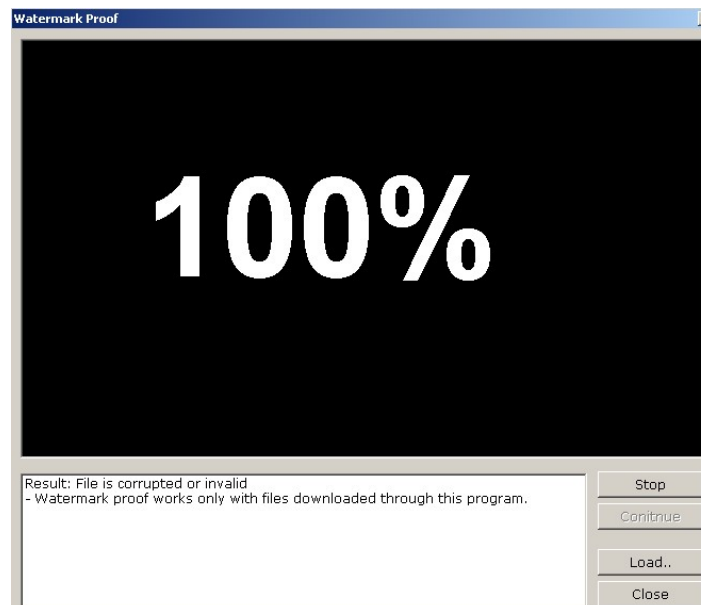 Watermark Proof
100%
Result: File is corrupted or invalid
- Watermark proof works only with files downloaded through this program.
Stop
Conitnue
Load..
Close